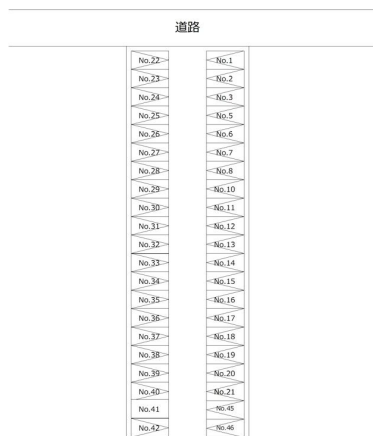 道路
No.22 No.1
No.23 No.2
No.24 No.3
No.25 No.5
No.26 No.6
No.27 No.7
No.28 No.8
No.29 No.10
No.30 No.11
No.31 No.12
No.32 No.13
No.33 No.14
No.34 No.15
No.35 No.16
No.36 No.17
No.37 No.18
No.38 No.19
No.39 No.20
No.40 No.21
No.41 No.45
No.42 No.46